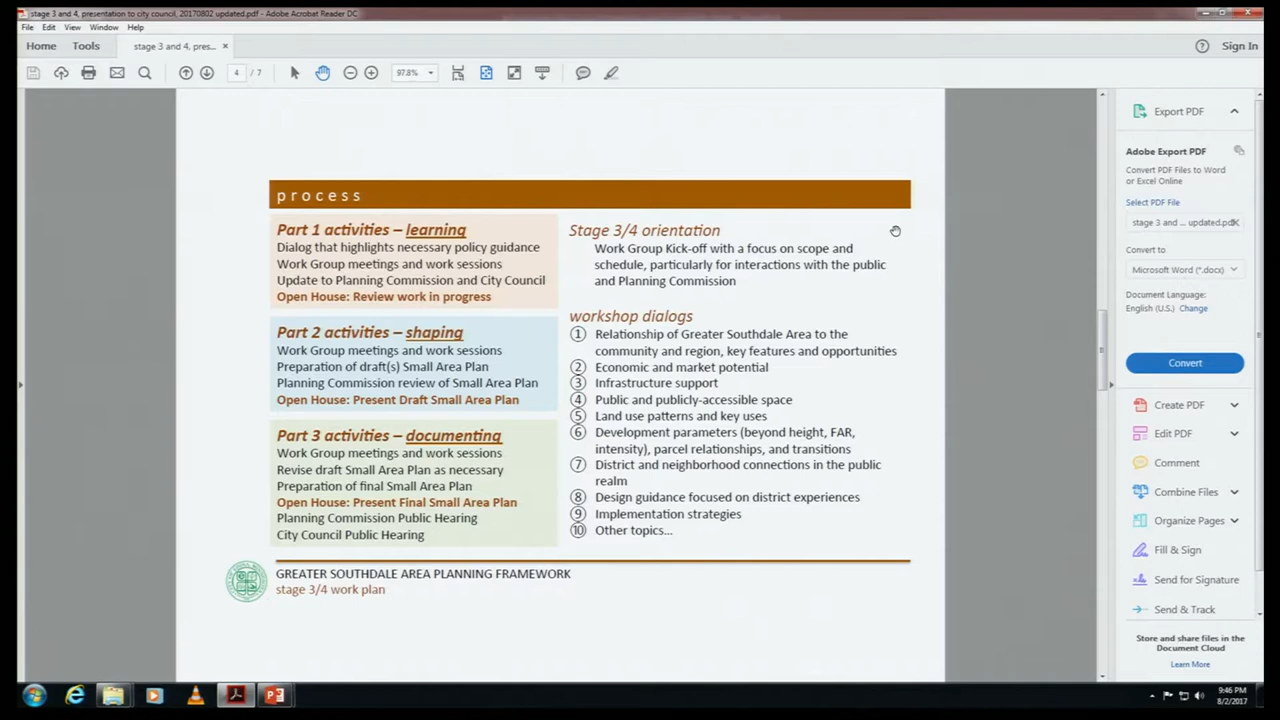 stage 3 and 4, presentation to city council, 20170802 updated.pdf - Adobe Acrobat Reader DC
File Edit View Window Help
Home Tools stage 3 and 4, pres... × Sign In
4 / 7 97.8%
process
Part 1 activities – learning
Dialog that highlights necessary policy guidance
Work Group meetings and work sessions
Update to Planning Commission and City Council
Open House: Review work in progress
Part 2 activities – shaping
Work Group meetings and work sessions
Preparation of draft(s) Small Area Plan
Planning Commission review of Small Area Plan
Open House: Present Draft Small Area Plan
Part 3 activities – documenting
Work Group meetings and work sessions
Revise draft Small Area Plan as necessary
Preparation of final Small Area Plan
Open House: Present Final Small Area Plan
Planning Commission Public Hearing
City Council Public Hearing
Stage 3/4 orientation
Work Group Kick-off with a focus on scope and
schedule, particularly for interactions with the public
and Planning Commission
workshop dialogs
1 Relationship of Greater Southdale Area to the
community and region, key features and opportunities
2 Economic and market potential
3 Infrastructure support
4 Public and publicly-accessible space
5 Land use patterns and key uses
6 Development parameters (beyond height, FAR,
intensity), parcel relationships, and transitions
7 District and neighborhood connections in the public
realm
8 Design guidance focused on district experiences
9 Implementation strategies
10 Other topics...
GREATER SOUTHDALE AREA PLANNING FRAMEWORK
stage 3/4 work plan
Export PDF
Adobe Export PDF
Convert PDF Files to Word
or Excel Online
Select PDF File
stage 3 and ... updated.pdf
Convert to
Microsoft Word (*.docx)
Document Language:
English (U.S.) Change
Convert
Create PDF
Edit PDF
Comment
Combine Files
Organize Pages
Fill & Sign
Send for Signature
Send & Track
Store and share files in the
Document Cloud
Learn More
9:46 PM
8/2/2017